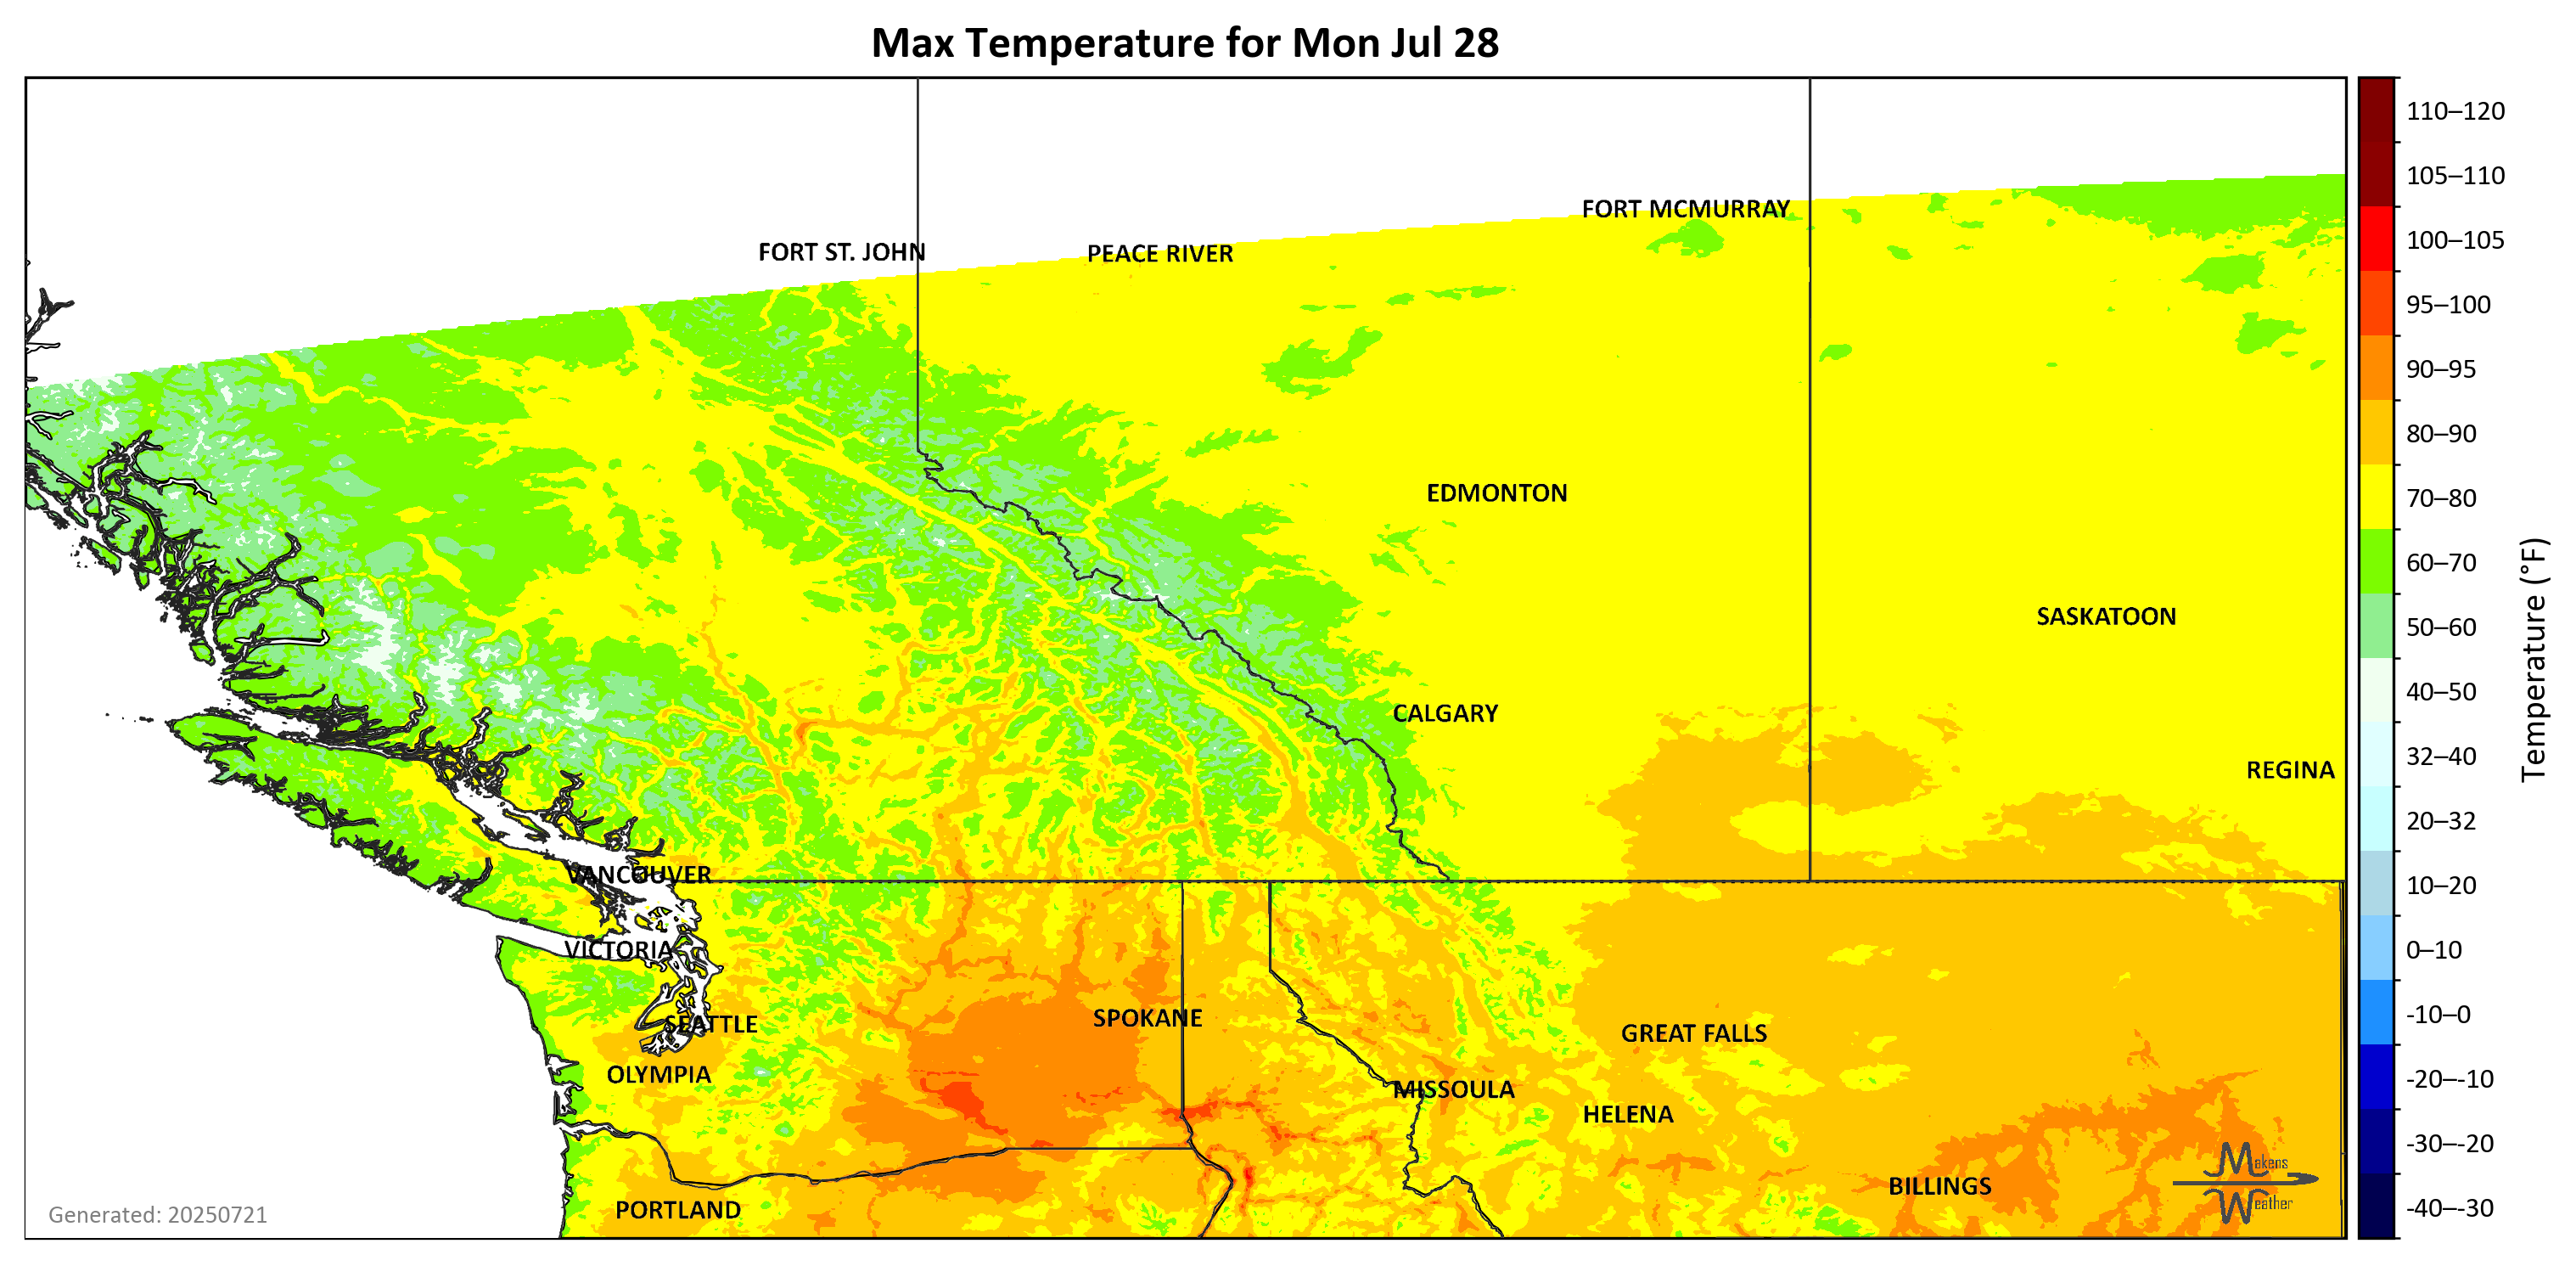 Max Temperature for Mon Jul 28
FORT MCMURRAY
FORT ST. JOHN
PEACE RIVER
EDMONTON
SASKATOON
CALGARY
REGINA
VANCOUVER
VICTORIA
SEATTLE
SPOKANE
GREAT FALLS
OLYMPIA
MISSOULA
HELENA
BILLINGS
PORTLAND
Makens
Weather
Generated: 20250721
110–120
105–110
100–105
95–100
90–95
80–90
70–80
60–70
50–60
40–50
32–40
20–32
10–20
0–10
-10–0
-20–-10
-30–-20
-40–-30
Temperature (°F)